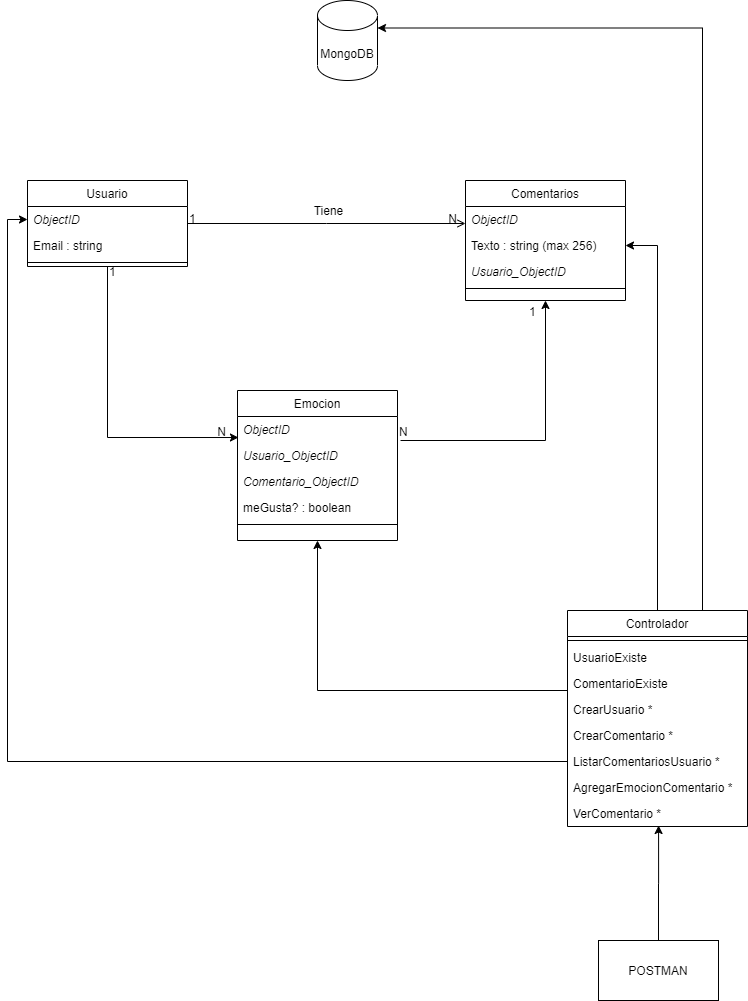 MongoDB
Usuario
ObjectID
Email : string
1
1
Tiene
N
Comentarios
ObjectID
Texto : string (max 256)
Usuario_ObjectID
1
Emocion
N
ObjectID
N
Usuario_ObjectID
Comentario_ObjectID
meGusta? : boolean
Controlador
UsuarioExiste
ComentarioExiste
CrearUsuario *
CrearComentario *
ListarComentariosUsuario *
AgregarEmocionComentario *
VerComentario *
POSTMAN